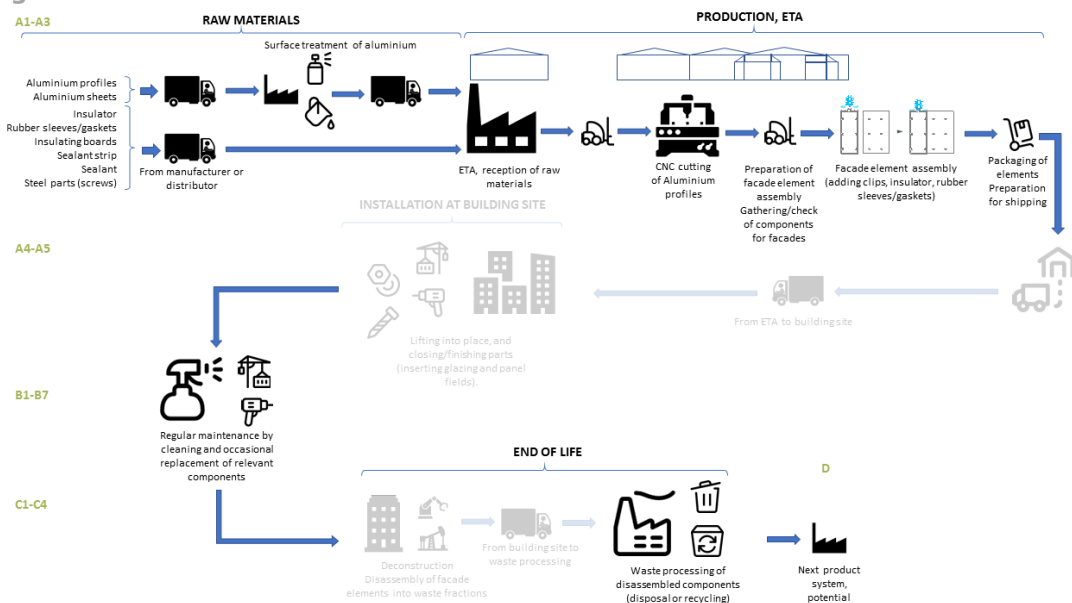 RAW MATERIALS
PRODUCTION, ETA
A1-A3
Surface treatment of aluminium
Aluminium profiles
Aluminium sheets
Insulator
Rubber sleeves/gaskets
Insulating boards
Sealant strip
Sealant
Steel parts (screws)
From manufacturer or
distributor
ETA, reception of raw
materials
CNC cutting
of Aluminium
profiles
Preparation of
facade element
assembly
Gathering/check
of components
for facades
Facade element assembly
(adding clips, insulator, rubber
sleeves/gaskets)
Packaging of
elements
Preparation
for shipping
INSTALLATION AT BUILDING SITE
A4-A5
From ETA to building site
Lifting into place, and
closing/finishing parts
(inserting glazing and panel
fields).
B1-B7
Regular maintenance by
cleaning and occasional
replacement of relevant
components
END OF LIFE
D
C1-C4
Deconstruction
Disassembly of facade
elements into waste fractions
From building site to
waste processing
Waste processing of
disassembled components
(disposal or recycling)
Next product
system,
potential